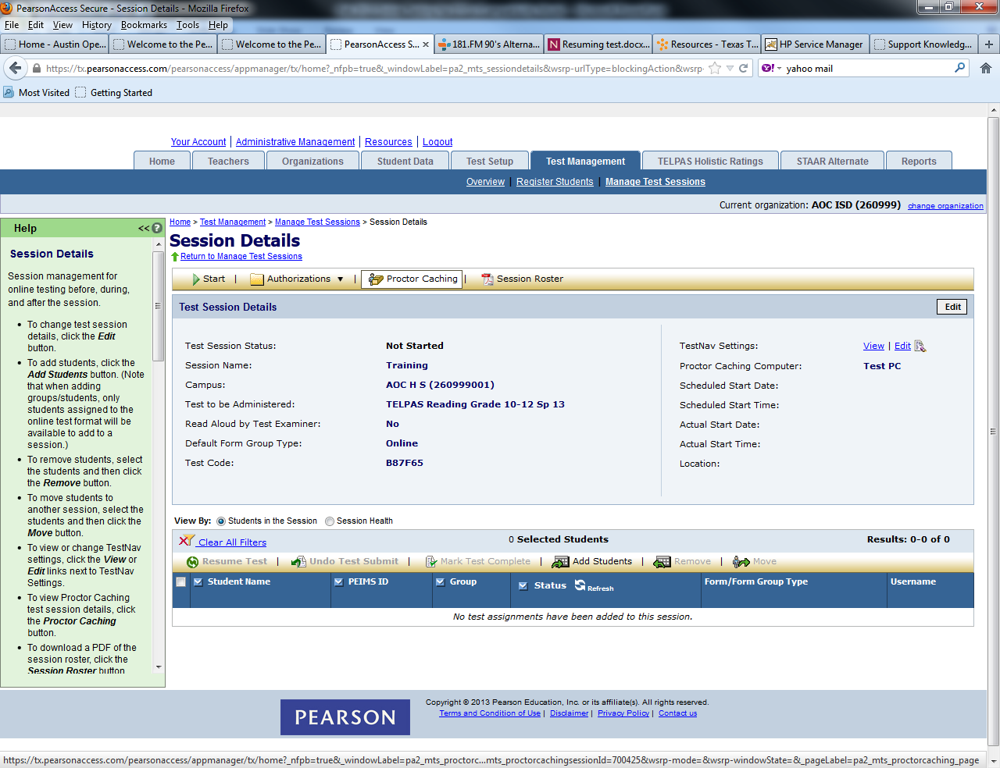 PearsonAccess Secure - Session Details - Mozilla Firefox
File Edit View History Bookmarks Tools Help
Home - Austin Ope... Welcome to the Pe... Welcome to the Pe... PearsonAccess S... × 181.FM 90's Alterna... N Resuming test.docx... Resources - Texas T... HP Service Manager Support Knowledg... +
https://tx.pearsonaccess.com/pearsonaccess/appmanager/tx/home?_nfpb=true&_windowLabel=pa2_mts_sessiondetails&wsrp-urlType=blockingAction&wsrp- Y! yahoo mail
Most Visited Getting Started
Your Account | Administrative Management | Resources | Logout
Home Teachers Organizations Student Data Test Setup Test Management TELPAS Holistic Ratings STAAR Alternate Reports
Overview | Register Students | Manage Test Sessions
Current organization: AOC ISD (260999) change organization
Help << ?
Session Details
Session management for
online testing before, during,
and after the session.
• To change test session
details, click the Edit
button.
• To add students, click the
Add Students button. (Note
that when adding
groups/students, only
students assigned to the
online test format will be
available to add to a
session.)
• To remove students, select
the students and then click
the Remove button.
• To move students to
another session, select the
students and then click the
Move button.
• To view or change TestNav
settings, click the View or
Edit links next to TestNav
Settings.
• To view Proctor Caching
test session details, click
the Proctor Caching
button.
• To download a PDF of the
session roster, click the
Session Roster button
Home > Test Management > Manage Test Sessions > Session Details
Session Details
Return to Manage Test Sessions
Start | Authorizations ▼ | Proctor Caching | Session Roster
Test Session Details Edit
Test Session Status: Not Started
Session Name: Training
Campus: AOC H S (260999001)
Test to be Administered: TELPAS Reading Grade 10-12 Sp 13
Read Aloud by Test Examiner: No
Default Form Group Type: Online
Test Code: B87F65
TestNav Settings: View | Edit
Proctor Caching Computer: Test PC
Scheduled Start Date:
Scheduled Start Time:
Actual Start Date:
Actual Start Time:
Location:
View By: Students in the Session Session Health
Clear All Filters 0 Selected Students Results: 0-0 of 0
Resume Test | Undo Test Submit | Mark Test Complete | Add Students | Remove | Move
Student Name PEIMS ID Group Status Refresh Form/Form Group Type Username
No test assignments have been added to this session.
PEARSON
Copyright © 2013 Pearson Education, Inc. or its affiliate(s). All rights reserved.
Terms and Condition of Use | Disclaimer | Privacy Policy | Contact us
https://tx.pearsonaccess.com/pearsonaccess/appmanager/tx/home?_nfpb=true&_windowLabel=pa2_mts_proctorc...mts_proctorcachingsessionId=700425&wsrp-mode=&wsrp-windowState=&_pageLabel=pa2_mts_proctorcaching_page